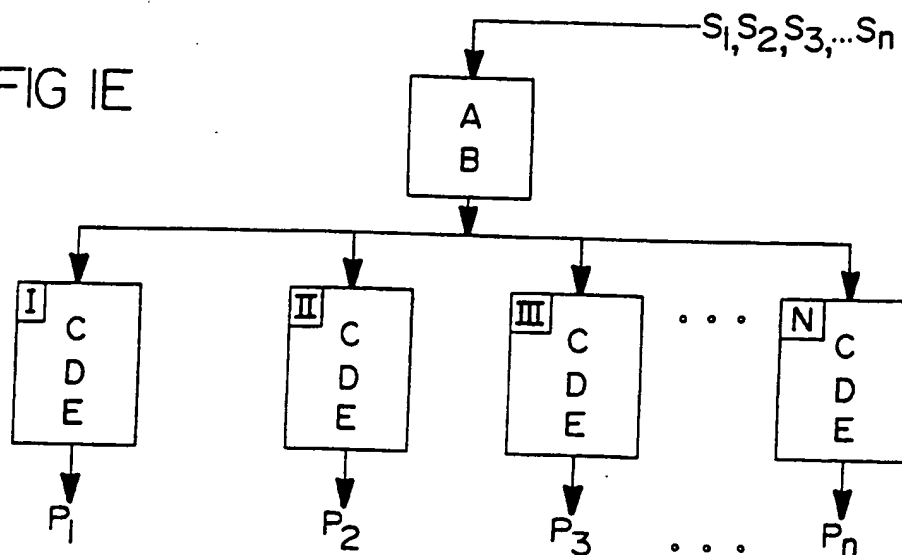 S₁,S₂,S₃,...Sₙ
FIG 1E
A
B
I II III . . . N
C C C C
D D D D
E E E E
P₁ P₂ P₃ . . . Pₙ